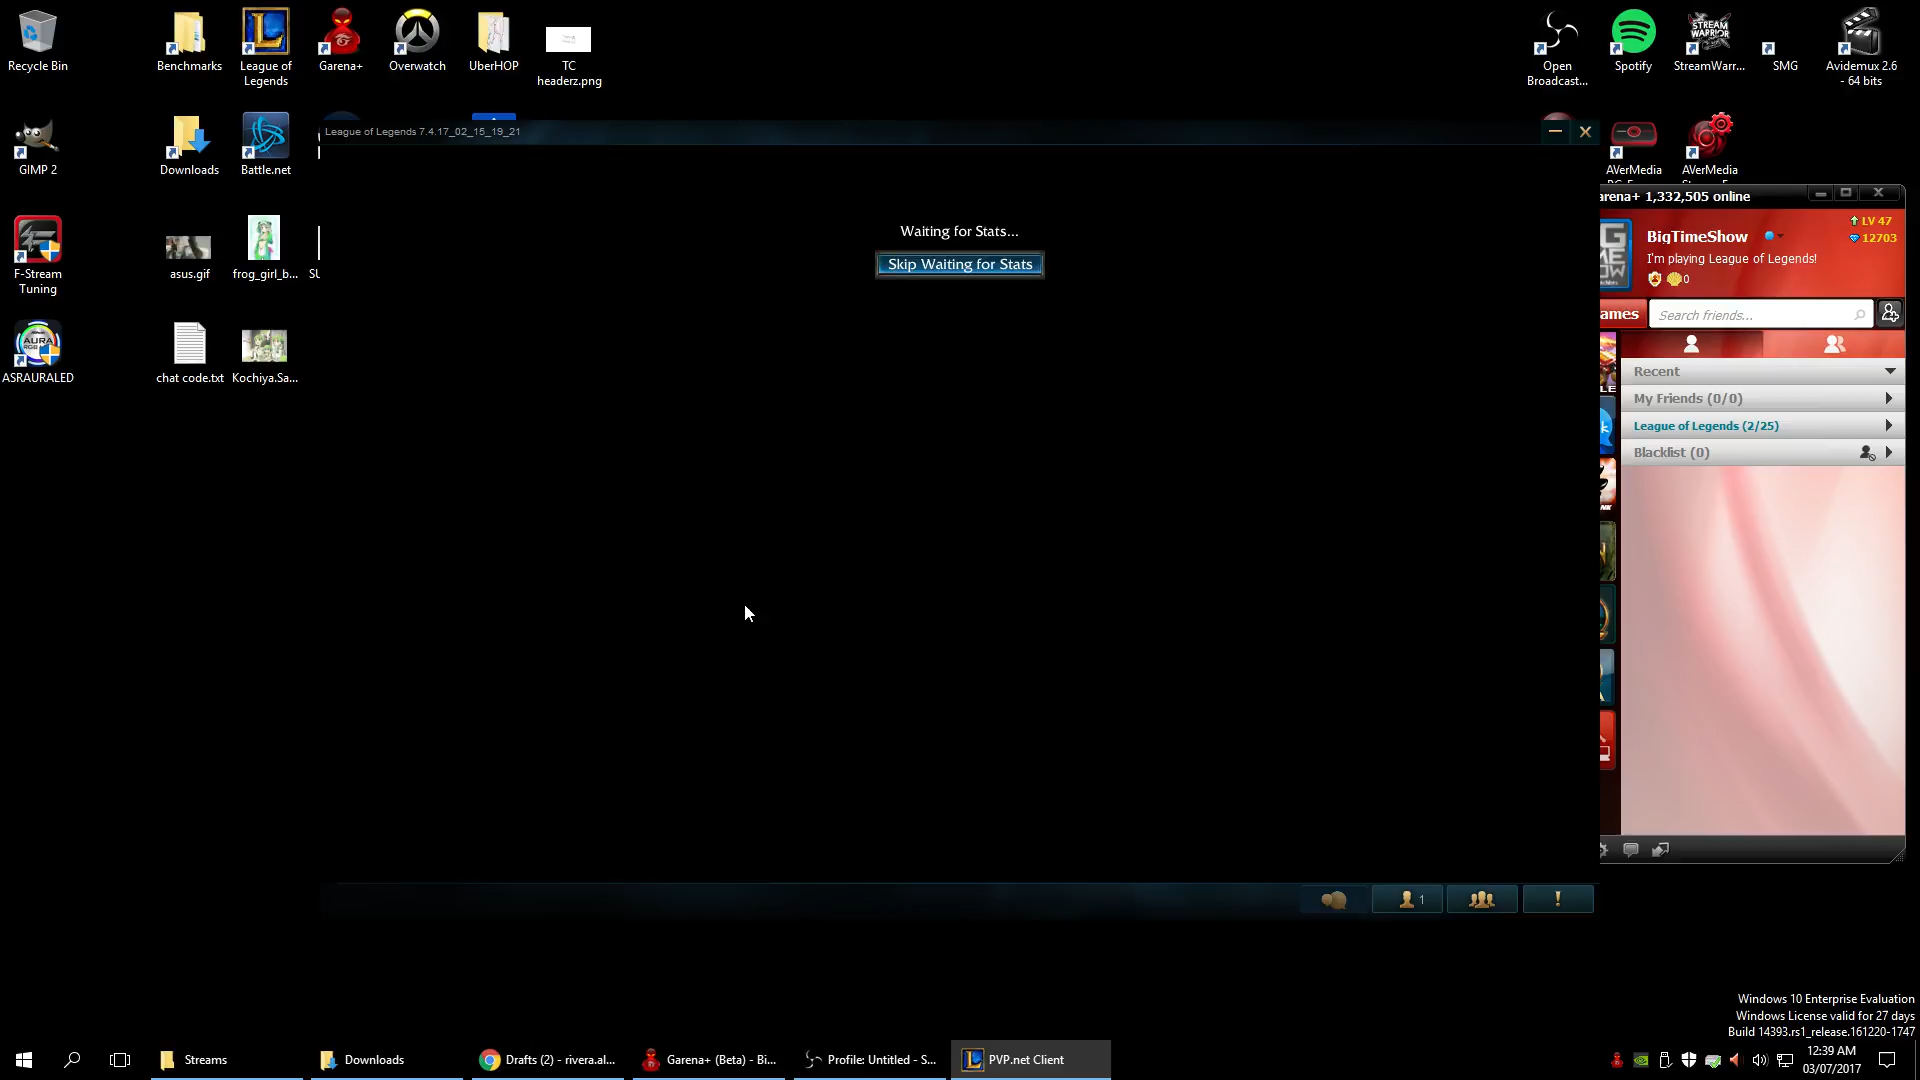 Recycle Bin
Benchmarks
League of
Legends
Garena+
Overwatch
UberHOP
TC
headerz.png
Open
Broadcast...
Spotify
STREAM
WARRIOR
StreamWarr...
SMG
Avidemux 2.6
- 64 bits
League of Legends 7.4.17_02_15_19_21
GIMP 2
Downloads
Battle.net
AVerMedia
AVerMedia
Waiting for Stats...
Skip Waiting for Stats
F-Stream
Tuning
asus.gif
frog_girl_b...
SU
AURA
ASRAURALED
chat code.txt
Kochiya.Sa...
arena+ 1,332,505 online
LV 47
BigTimeShow
12703
I'm playing League of Legends!
0
ames
Search friends...
Recent
My Friends (0/0)
League of Legends (2/25)
Blacklist (0)
1
Windows 10 Enterprise Evaluation
Windows License valid for 27 days
Build 14393.rs1_release.161220-1747
Streams
Downloads
Drafts (2) - rivera.al...
Garena+ (Beta) - Bi...
Profile: Untitled - S...
PVP.net Client
12:39 AM
03/07/2017